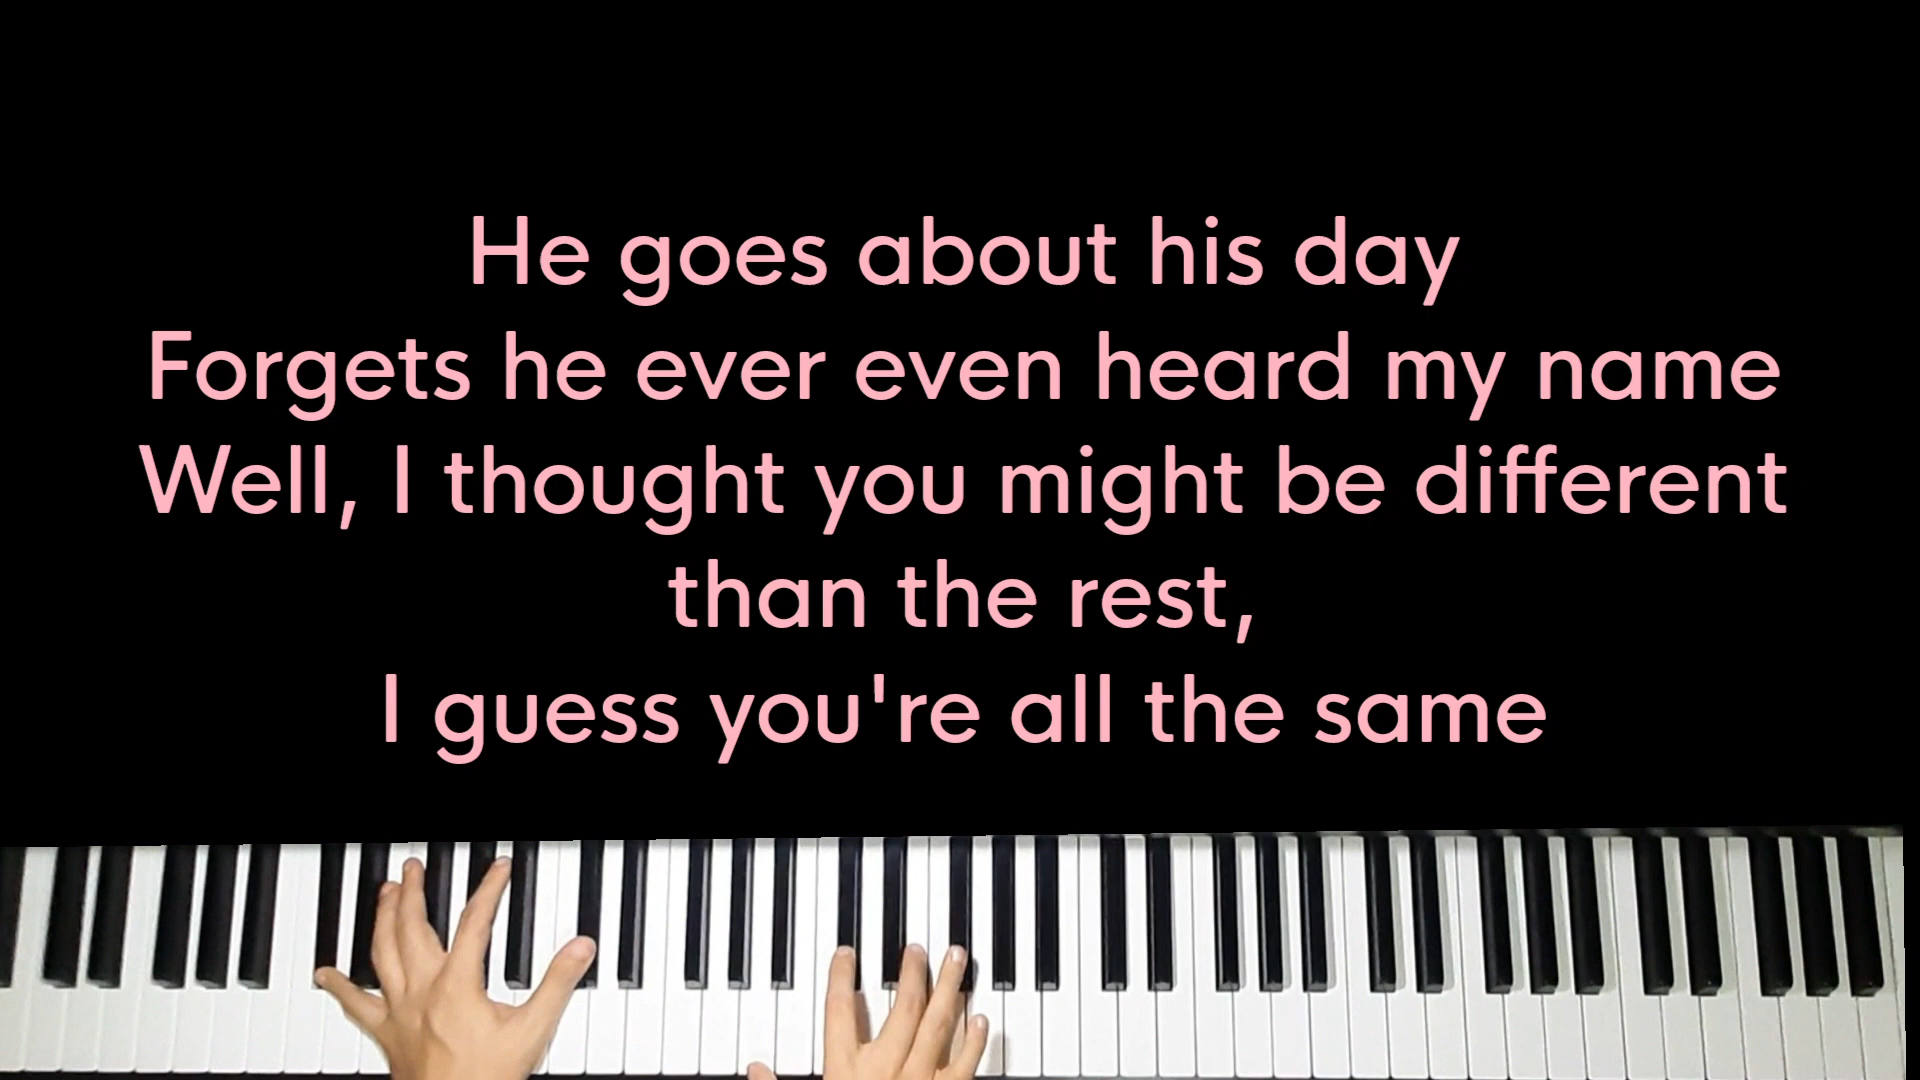 He goes about his day
Forgets he ever even heard my name
Well, I thought you might be different
than the rest,
I guess you're all the same